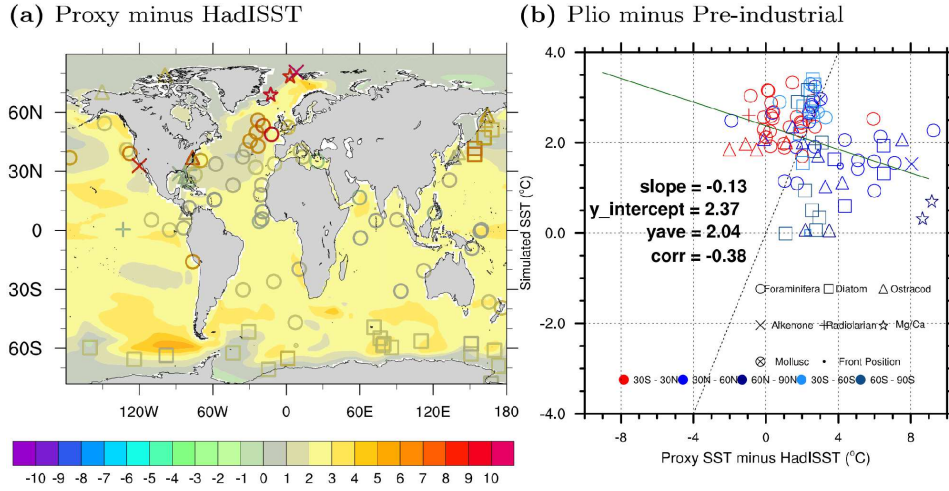 (a) Proxy minus HadISST
60N
30N
0
30S
60S
120W 60W 0 60E 120E 180
-10 -9 -8 -7 -6 -5 -4 -3 -2 -1 0 1 2 3 4 5 6 7 8 9 10
(b) Plio minus Pre-industrial
Simulated SST (°C)
4.0
2.0
0.0
-2.0
-4.0
slope = -0.13
y_intercept = 2.37
yave = 2.04
corr = -0.38
Foraminifera Diatom Ostracod
Alkenone Radiolarian Mg/Ca
Mollusc Front Position
30S - 30N 30N - 60N 60N - 90N 30S - 60S 60S - 90S
-8 -4 0 4 8
Proxy SST minus HadISST (°C)